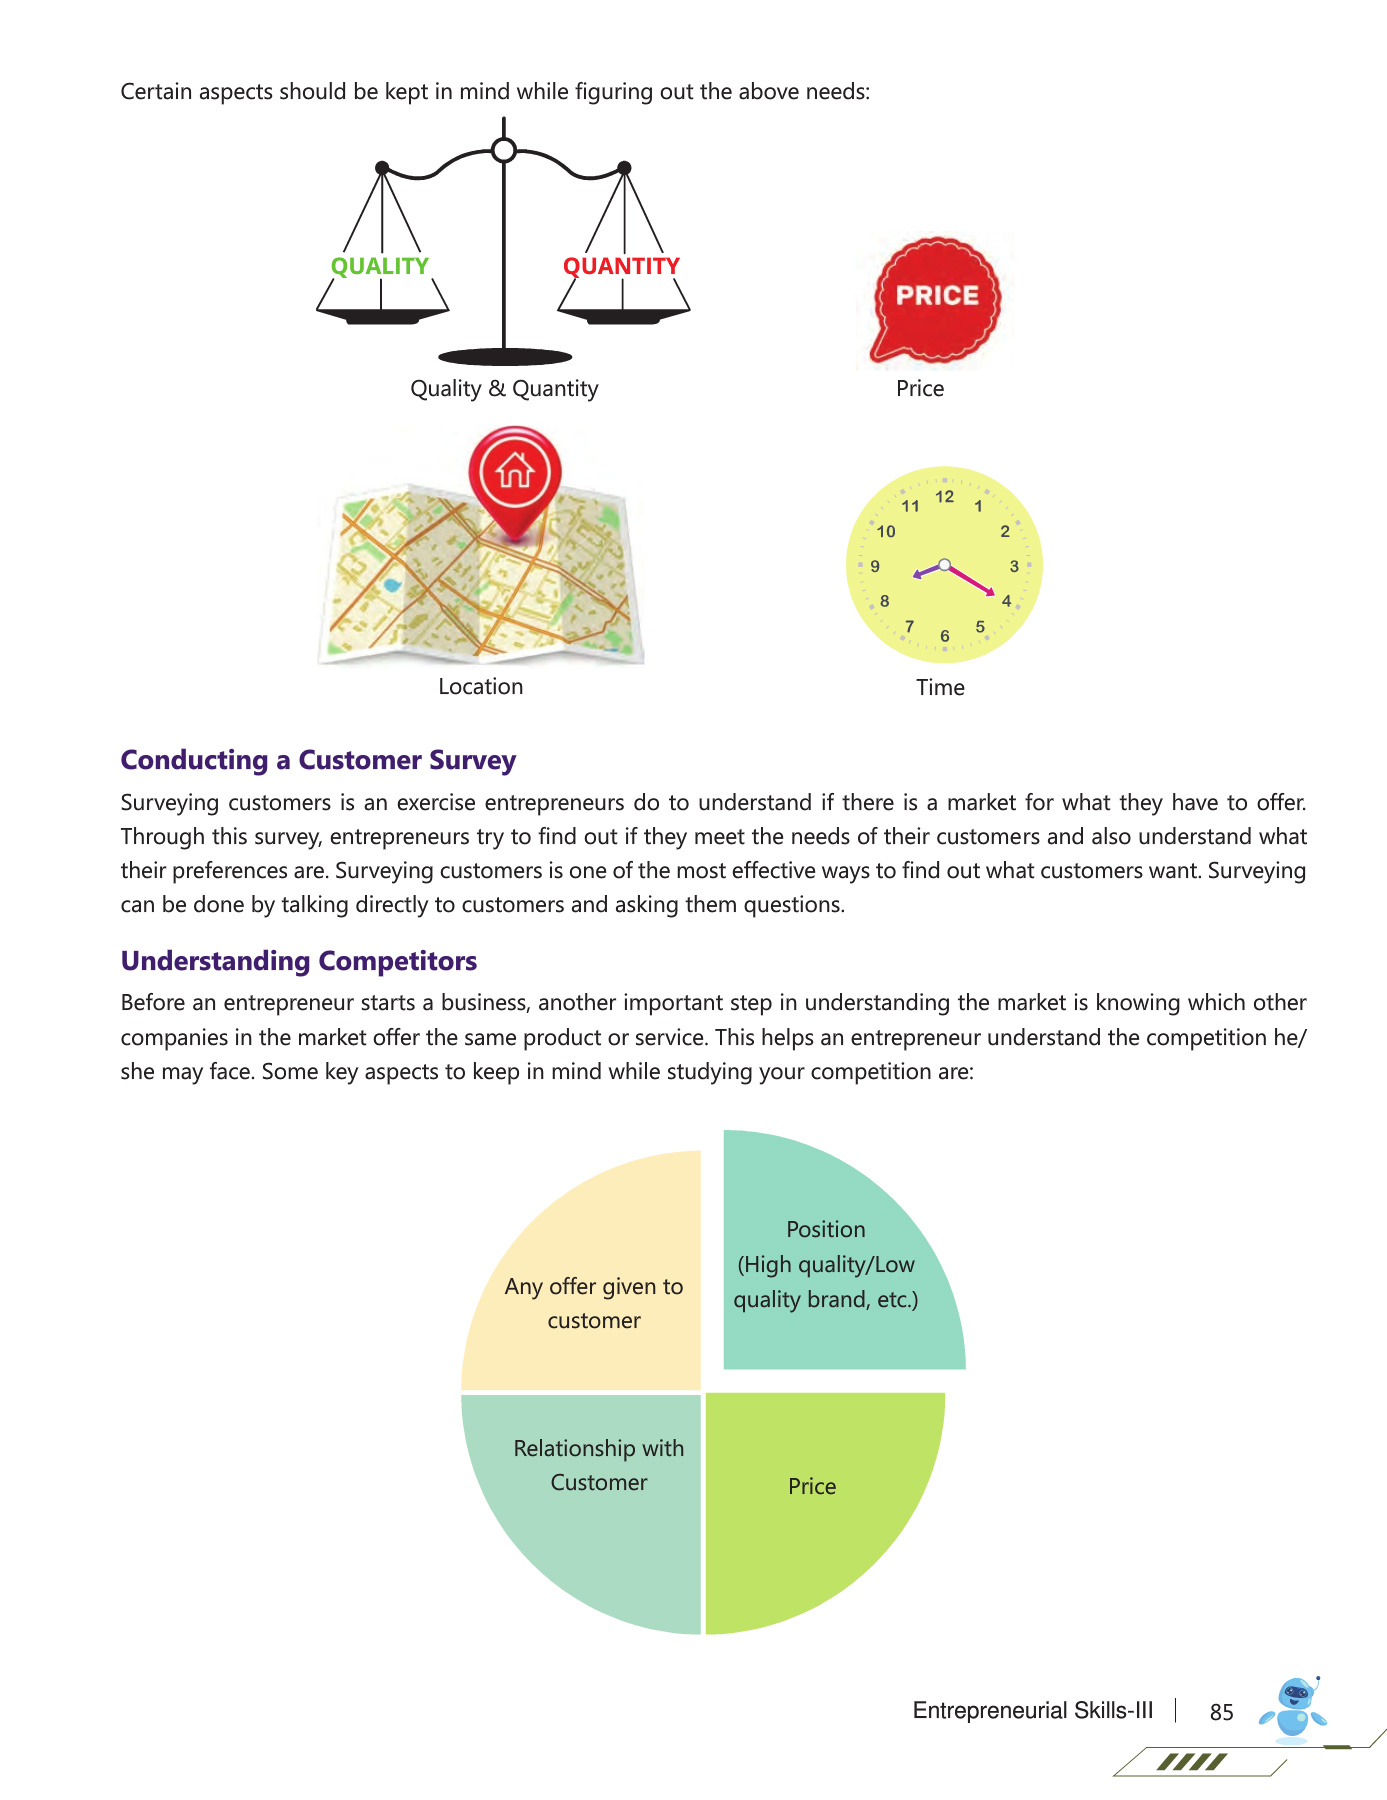 Certain aspects should be kept in mind while figuring out the above needs:
QUALITY
QUANTITY
Quality & Quantity
PRICE
Price
Location
12
1
2
3
4
5
6
7
8
9
10
11
Time
Conducting a Customer Survey
Surveying customers is an exercise entrepreneurs do to understand if there is a market for what they have to offer.
Through this survey, entrepreneurs try to find out if they meet the needs of their customers and also understand what
their preferences are. Surveying customers is one of the most effective ways to find out what customers want. Surveying
can be done by talking directly to customers and asking them questions.
Understanding Competitors
Before an entrepreneur starts a business, another important step in understanding the market is knowing which other
companies in the market offer the same product or service. This helps an entrepreneur understand the competition he/
she may face. Some key aspects to keep in mind while studying your competition are:
Any offer given to
customer
Position
(High quality/Low
quality brand, etc.)
Relationship with
Customer
Price
Entrepreneurial Skills-III
85